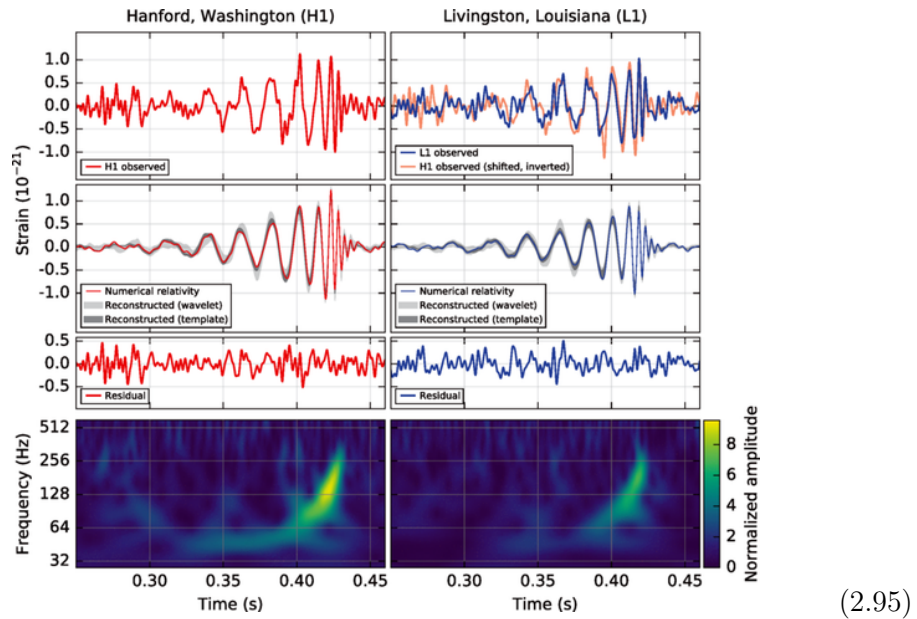 Hanford, Washington (H1)
Livingston, Louisiana (L1)
Strain (10⁻²¹)
1.0
0.5
0.0
-0.5
-1.0
H1 observed
L1 observed
H1 observed (shifted, inverted)
1.0
0.5
0.0
-0.5
-1.0
Numerical relativity
Reconstructed (wavelet)
Reconstructed (template)
Numerical relativity
Reconstructed (wavelet)
Reconstructed (template)
0.5
0.0
-0.5
Residual
Residual
Frequency (Hz)
512
256
128
64
32
0.30
0.35
0.40
0.45
Time (s)
0.30
0.35
0.40
0.45
Time (s)
8
6
4
2
0
Normalized amplitude
(2.95)